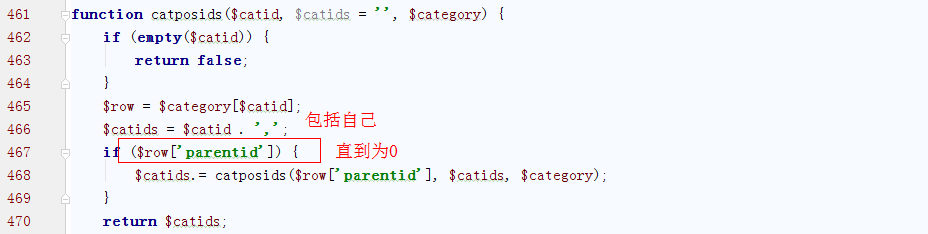 461 function catposids($catid, $catids = '', $category) {
462 if (empty($catid)) {
463 return false;
464 }
465 $row = $category[$catid];
466 $catids = $catid . ','; 包括自己
467 if ($row['parentid']) { 直到为0
468 $catids.= catposids($row['parentid'], $catids, $category);
469 }
470 return $catids;